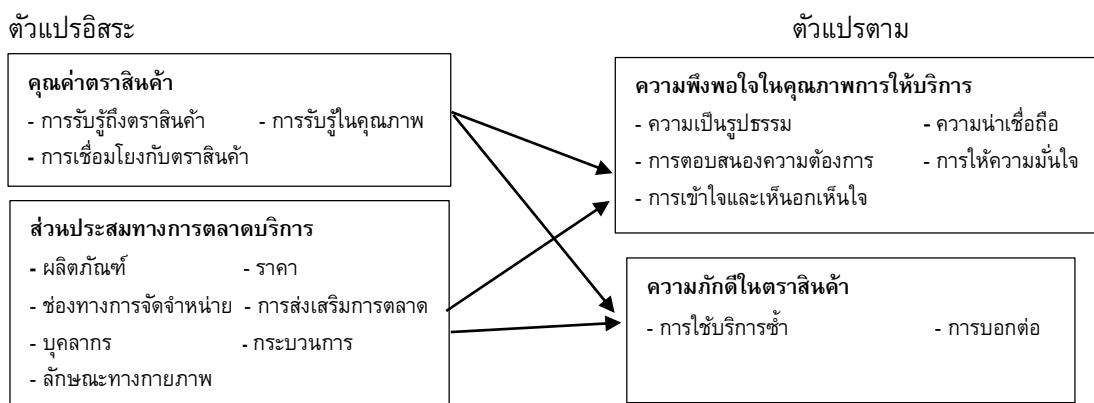 ตัวแปรอิสระ
คุณค่าตราสินค้า
- การรับรู้ถึงตราสินค้า - การรับรู้ในคุณภาพ
- การเชื่อมโยงกับตราสินค้า
ส่วนประสมทางการตลาดบริการ
- ผลิตภัณฑ์ - ราคา
- ช่องทางการจัดจำหน่าย - การส่งเสริมการตลาด
- บุคลากร - กระบวนการ
- ลักษณะทางกายภาพ
ตัวแปรตาม
ความพึงพอใจในคุณภาพการให้บริการ
- ความเป็นรูปธรรม - ความน่าเชื่อถือ
- การตอบสนองความต้องการ - การให้ความมั่นใจ
- การเข้าใจและเห็นอกเห็นใจ
ความภักดีในตราสินค้า
- การใช้บริการซ้ำ - การบอกต่อ